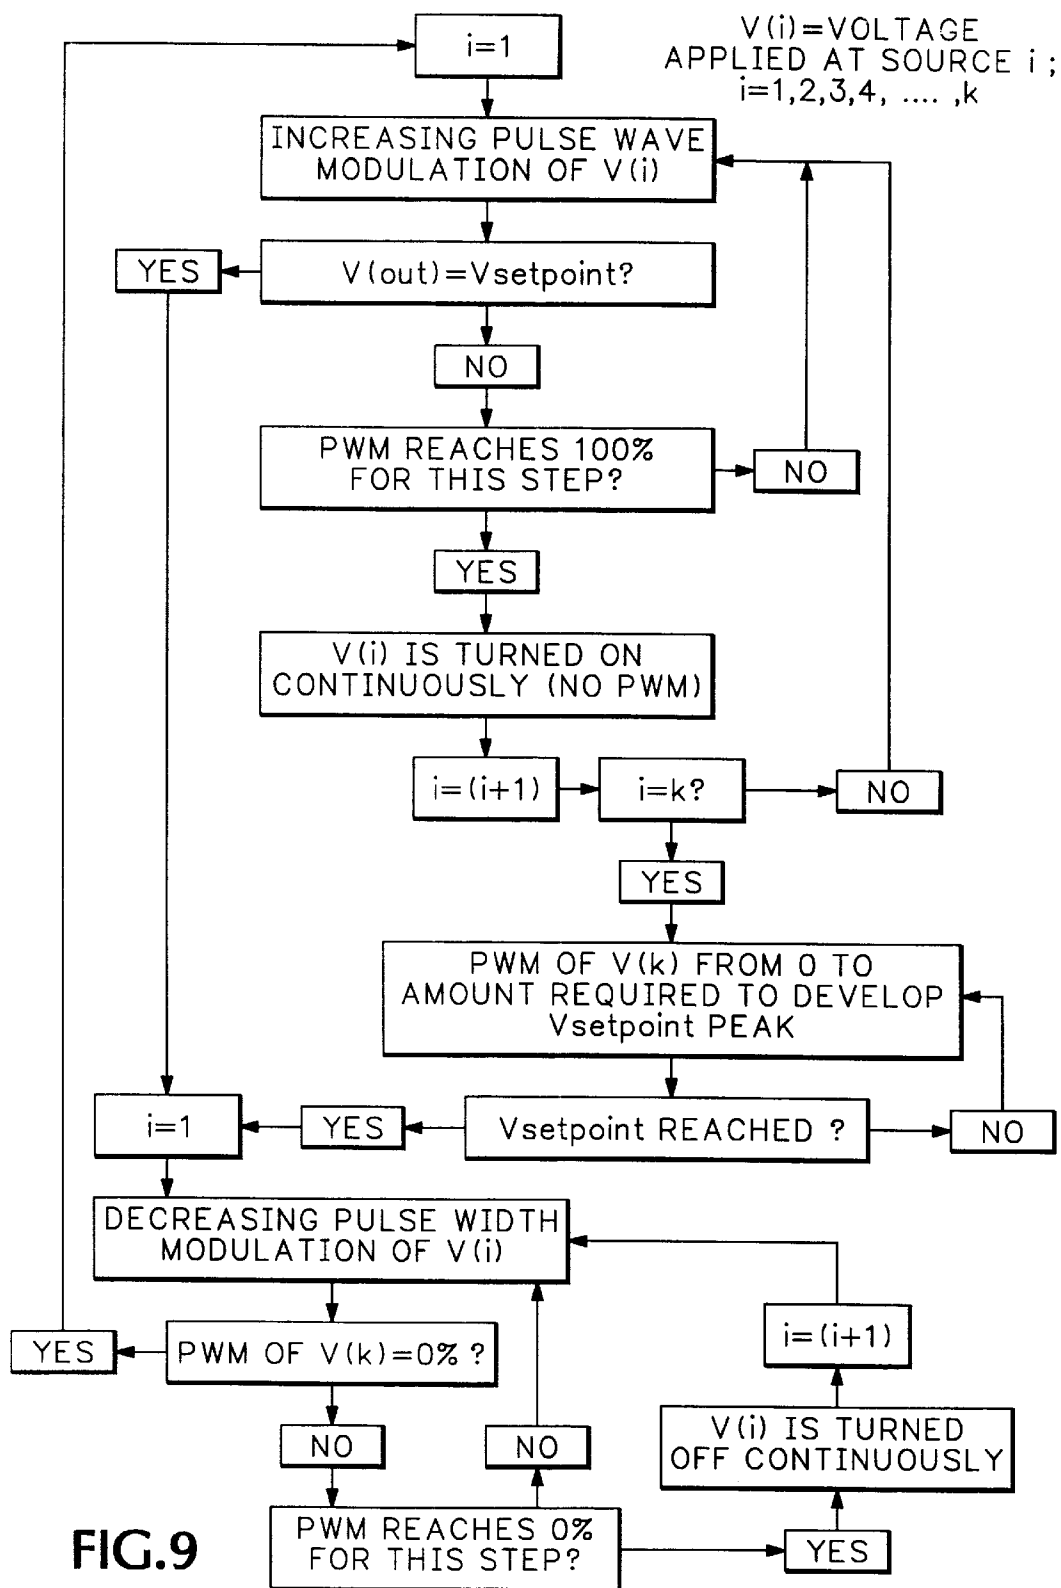 i=1
V(i)=VOLTAGE
APPLIED AT SOURCE i ;
i=1,2,3,4, .... ,k
INCREASING PULSE WAVE
MODULATION OF V(i)
YES
V(out)=Vsetpoint?
NO
PWM REACHES 100%
FOR THIS STEP?
NO
YES
V(i) IS TURNED ON
CONTINUOUSLY (NO PWM)
i=(i+1)
i=k?
NO
YES
PWM OF V(k) FROM 0 TO
AMOUNT REQUIRED TO DEVELOP
Vsetpoint PEAK
i=1
YES
Vsetpoint REACHED ?
NO
DECREASING PULSE WIDTH
MODULATION OF V(i)
YES
PWM OF V(k)=0% ?
i=(i+1)
NO
NO
V(i) IS TURNED
OFF CONTINUOUSLY
FIG.9
PWM REACHES 0%
FOR THIS STEP?
YES